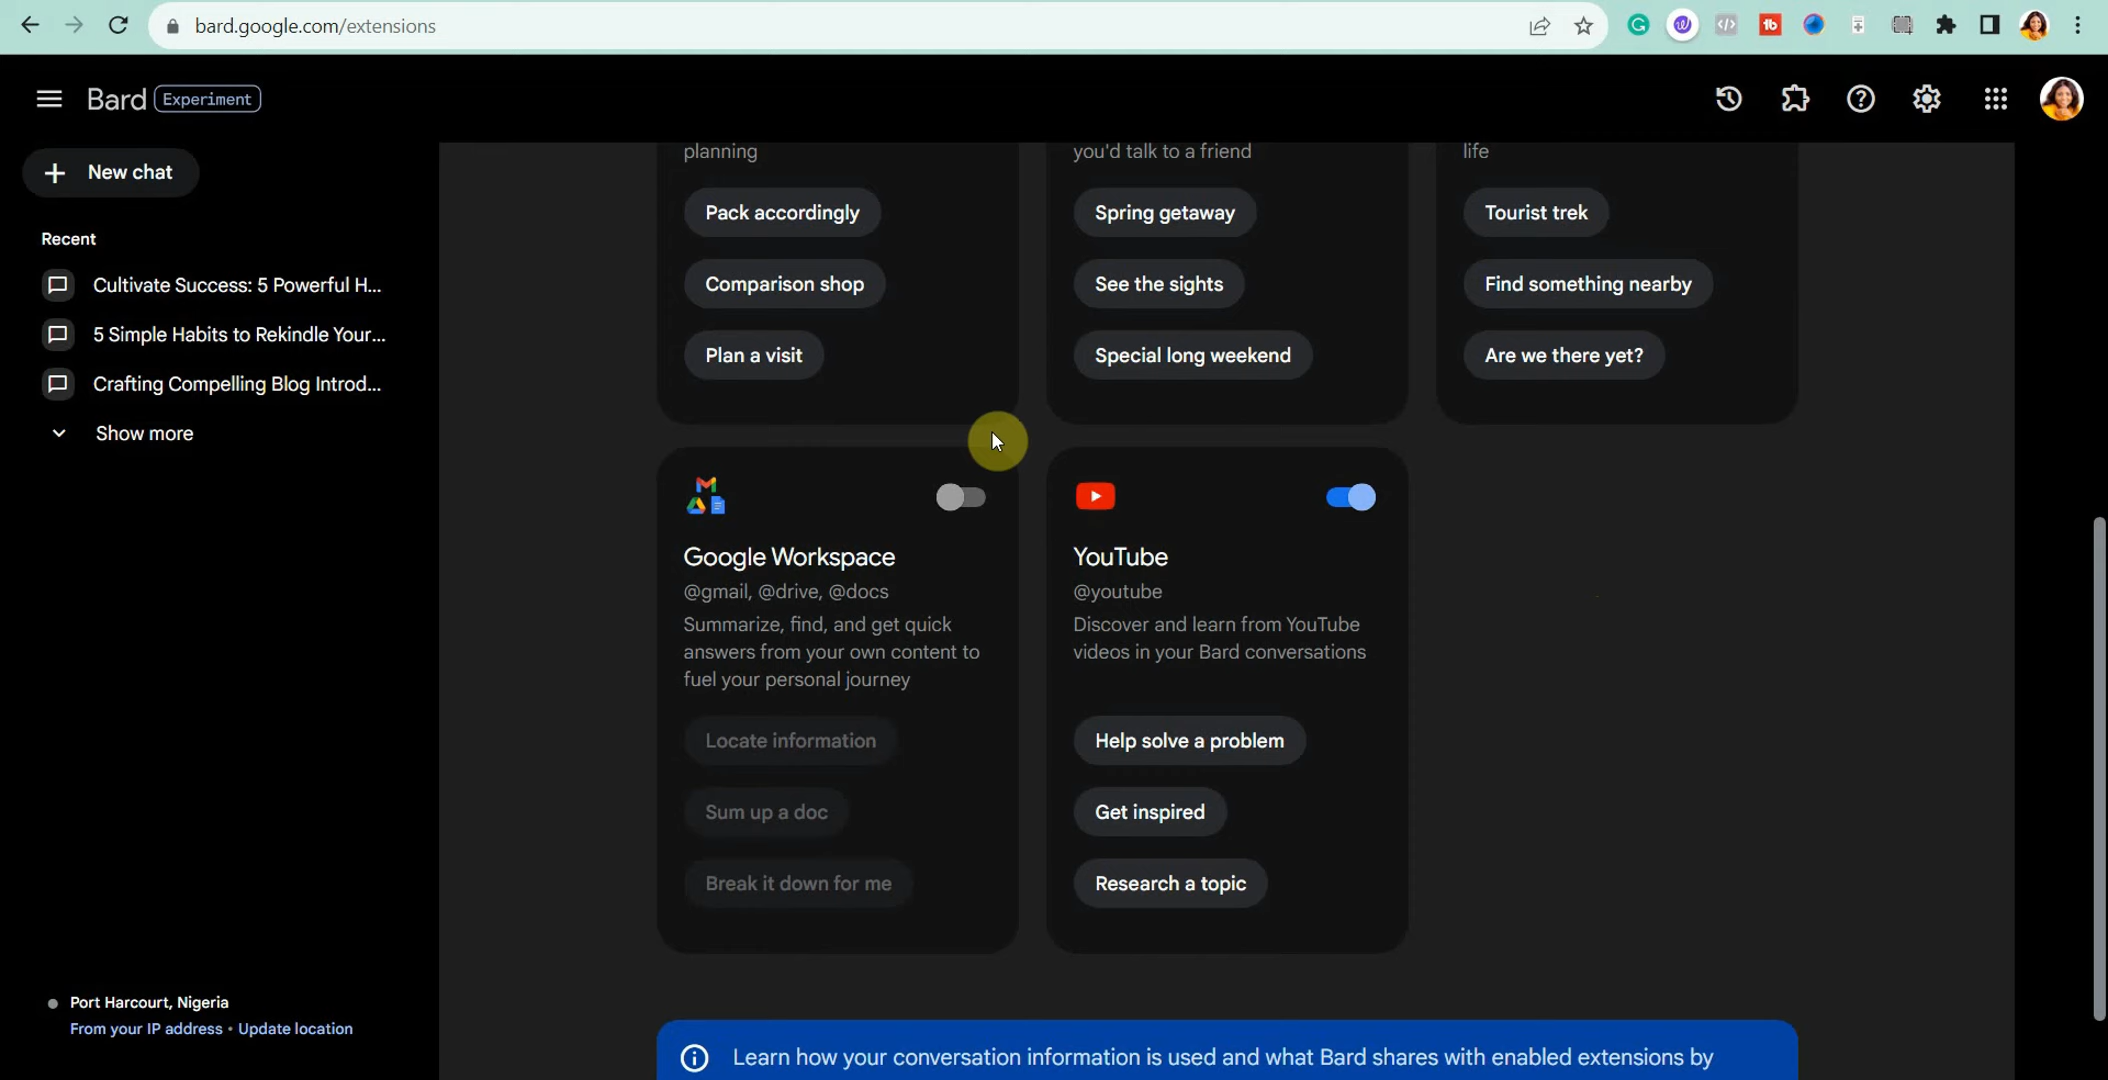 bard.google.com/extensions
Bard Experiment
New chat
Recent
Cultivate Success: 5 Powerful H...
5 Simple Habits to Rekindle Your...
Crafting Compelling Blog Introd...
Show more
Port Harcourt, Nigeria
From your IP address • Update location
planning
Pack accordingly
Comparison shop
Plan a visit
you'd talk to a friend
Spring getaway
See the sights
Special long weekend
life
Tourist trek
Find something nearby
Are we there yet?
Google Workspace
@gmail, @drive, @docs
Summarize, find, and get quick
answers from your own content to
fuel your personal journey
Locate information
Sum up a doc
Break it down for me
YouTube
@youtube
Discover and learn from YouTube
videos in your Bard conversations
Help solve a problem
Get inspired
Research a topic
Learn how your conversation information is used and what Bard shares with enabled extensions by